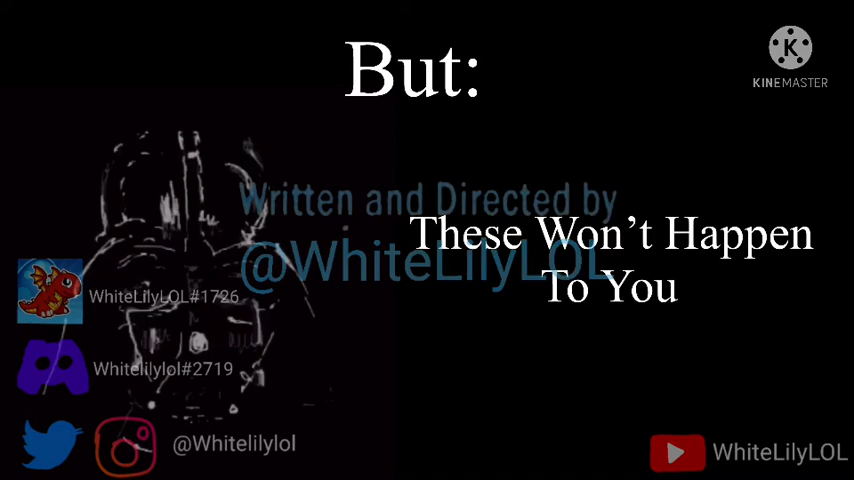 But:
KINEMASTER
Written and Directed by
@WhiteLilyLOL
These Won’t Happen
To You
WhiteLilyLOL#1726
Whitelilylol#2719
@Whitelilylol
WhiteLilyLOL